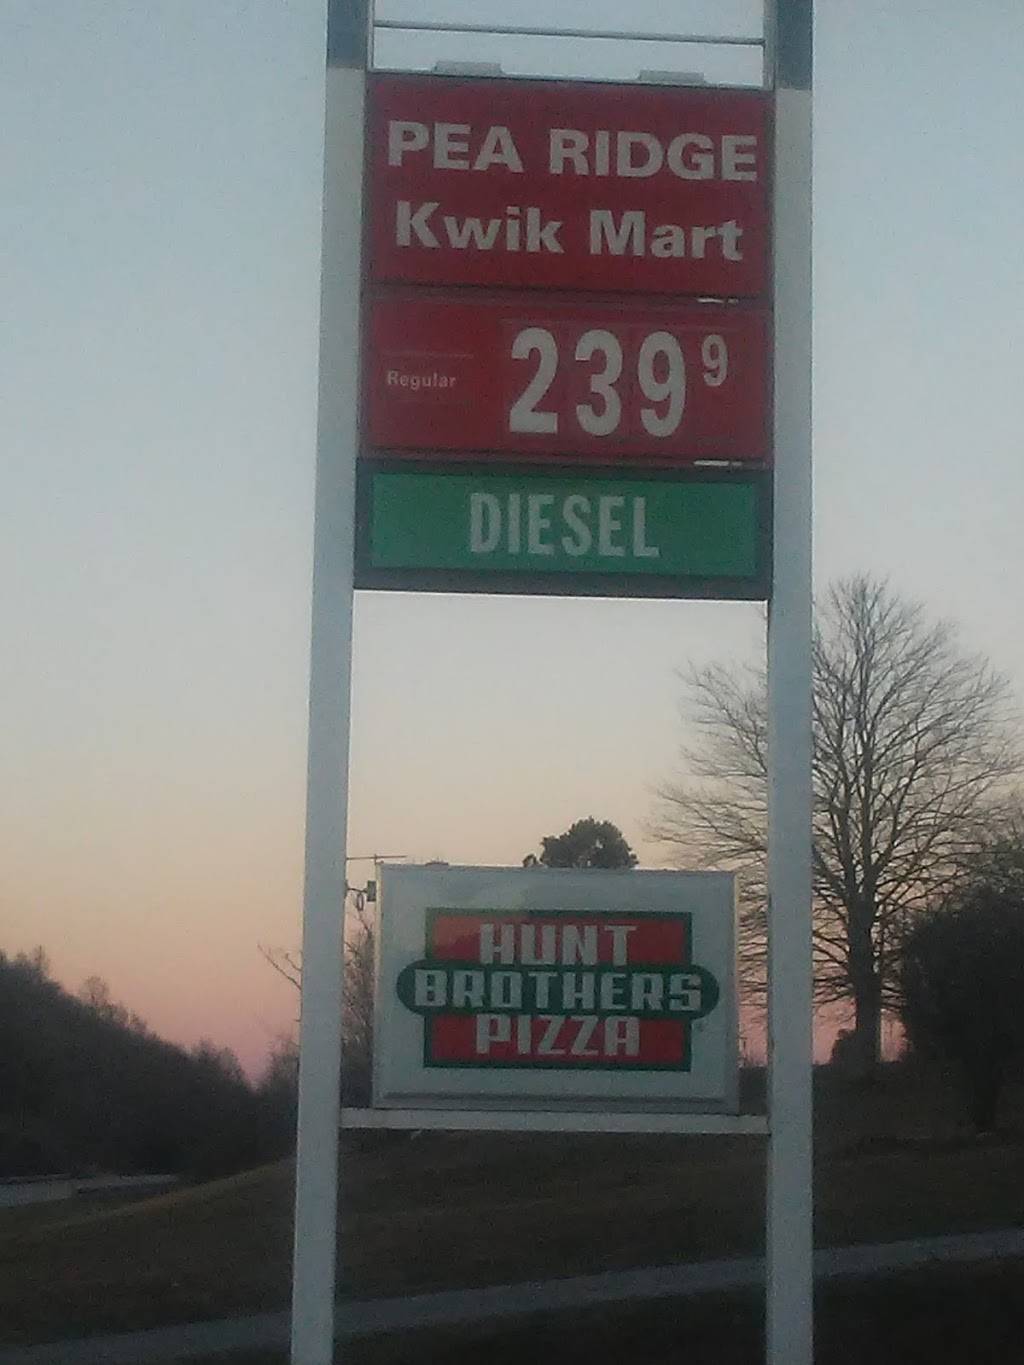 PEA RIDGE
Kwik Mart
Regular 239 9
DIESEL
HUNT
BROTHERS
PIZZA